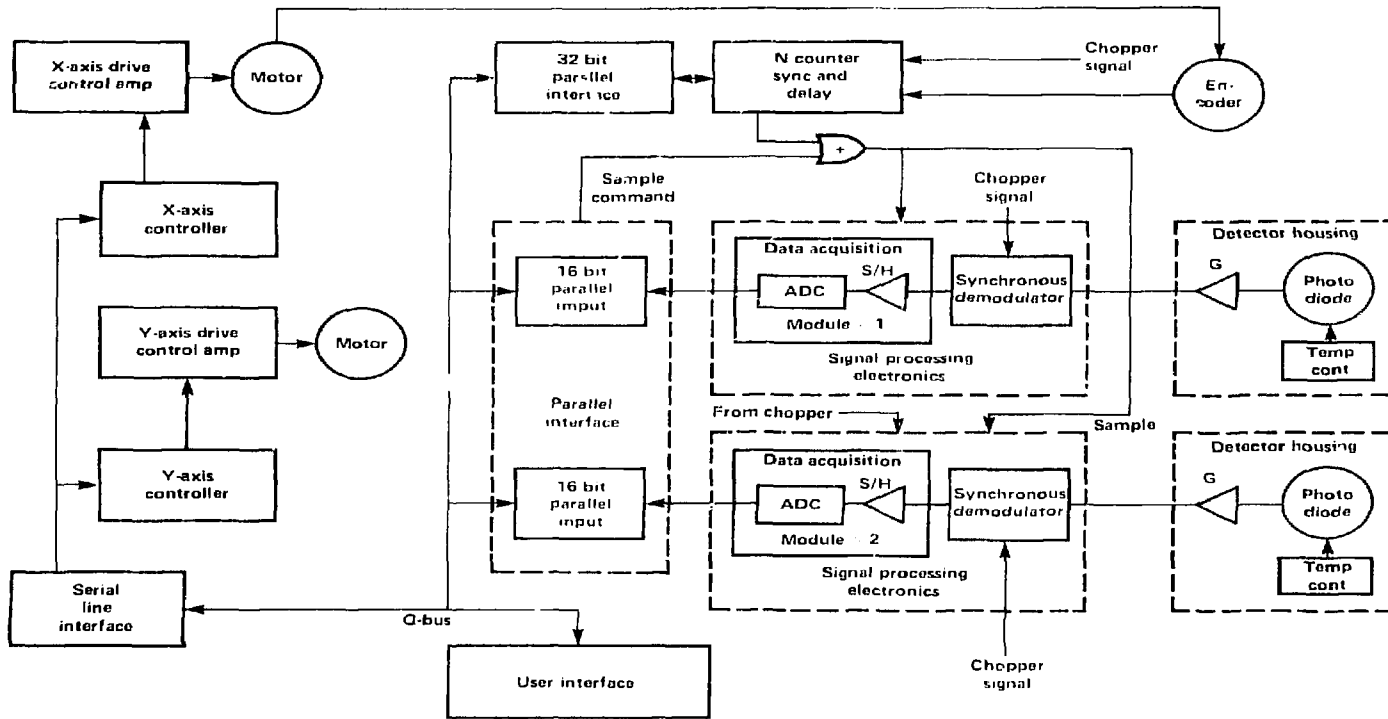 X-axis drive
control amp
Motor
32 bit
parallel
interfice
N counter
sync and
delay
Chopper
signal
En-
coder
+
Sample
command
Chopper
signal
X-axis
controller
Detector housing
Data acquisition
16 bit
parallel
input
ADC
S/H
Synchronous
demodulator
G
Photo
diode
Module - 1
Temp
cont
Signal processing
electronics
Y-axis drive
control amp
Motor
Parallel
interface
From chopper
Sample
Detector housing
Data acquisition
Y-axis
controller
16 bit
parallel
input
ADC
S/H
Synchronous
demodulator
G
Photo
diode
Module - 2
Temp
cont
Signal processing
electronics
Serial
line
interface
Q-bus
User interface
Chopper
signal